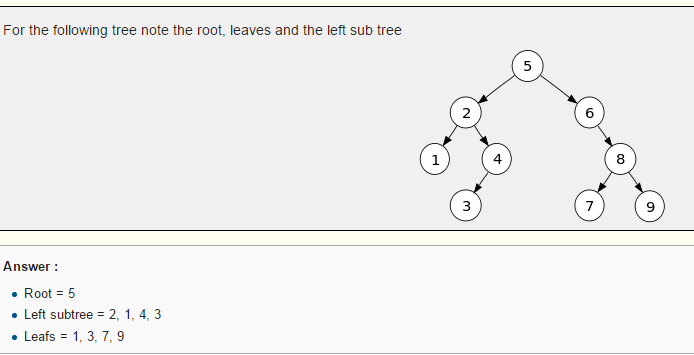 For the following tree note the root, leaves and the left sub tree
5
2 6
1 4 8
3 7 9
Answer :
Root = 5
Left subtree = 2, 1, 4, 3
Leafs = 1, 3, 7, 9